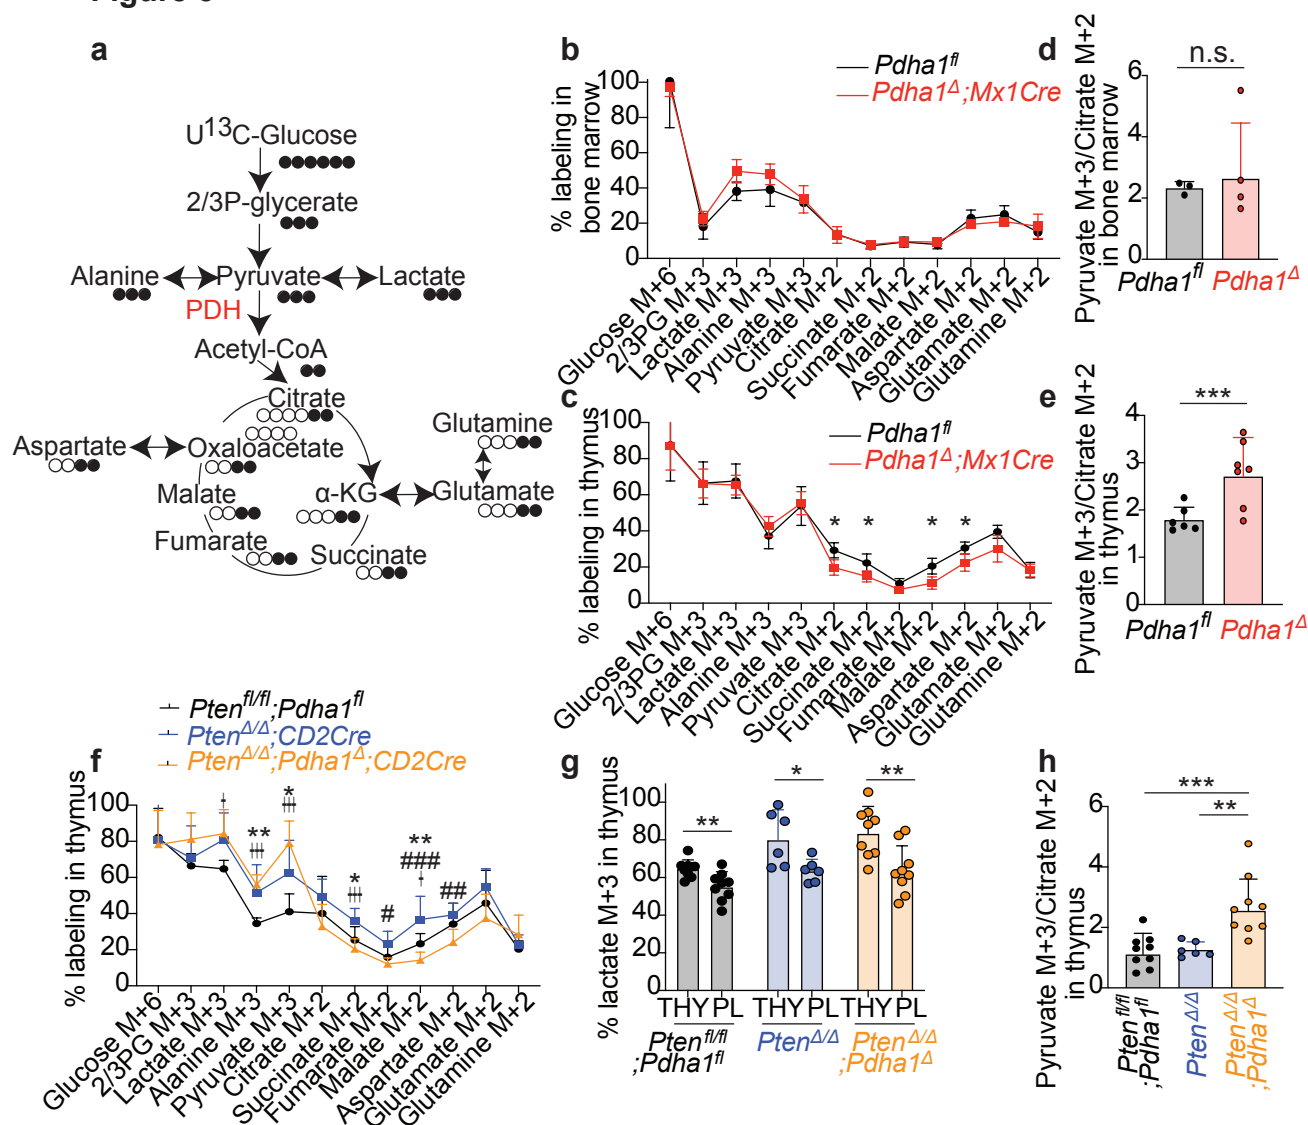 a
U13C-Glucose
2/3P-glycerate
Alanine
Pyruvate
Lactate
PDH
Acetyl-CoA
Citrate
Aspartate
Oxaloacetate
Glutamine
Malate
α-KG
Glutamate
Fumarate
Succinate
b
Pdha1fl
Pdha1Δ;Mx1Cre
% labeling in
bone marrow
100
80
60
40
20
0
Glucose M+6
2/3PG M+3
Lactate M+3
Alanine M+3
Pyruvate M+3
Citrate M+2
Succinate M+2
Fumarate M+2
Malate M+2
Aspartate M+2
Glutamate M+2
Glutamine M+2
d
Pyruvate M+3/Citrate M+2
in bone marrow
n.s.
6
4
2
0
Pdha1fl
Pdha1Δ
c
Pdha1fl
Pdha1Δ;Mx1Cre
% labeling in thymus
100
80
60
40
20
0
* * * *
Glucose M+6
2/3PG M+3
Lactate M+3
Alanine M+3
Pyruvate M+3
Citrate M+2
Succinate M+2
Fumarate M+2
Malate M+2
Aspartate M+2
Glutamate M+2
Glutamine M+2
e
Pyruvate M+3/Citrate M+2
in thymus
***
4
3
2
1
0
Pdha1fl
Pdha1Δ
f
Ptenfl/fl;Pdha1fl
PtenΔ/Δ;CD2Cre
PtenΔ/Δ;Pdha1Δ;CD2Cre
% labeling in thymus
100
80
60
40
20
0
ƗƗƗ
**
*
*
#
**
###
##
Glucose M+6
2/3PG M+3
Lactate M+3
Alanine M+3
Pyruvate M+3
Citrate M+2
Succinate M+2
Fumarate M+2
Malate M+2
Aspartate M+2
Glutamate M+2
Glutamine M+2
g
% lactate M+3 in thymus
100
80
60
40
20
0
**
*
**
THY PL THY PL THY PL
Ptenfl/fl
;Pdha1fl
PtenΔ/Δ
PtenΔ/Δ
;Pdha1Δ
h
Pyruvate M+3/Citrate M+2
in thymus
***
**
6
4
2
0
Ptenfl/fl
;Pdha1fl
PtenΔ/Δ
PtenΔ/Δ
;Pdha1Δ